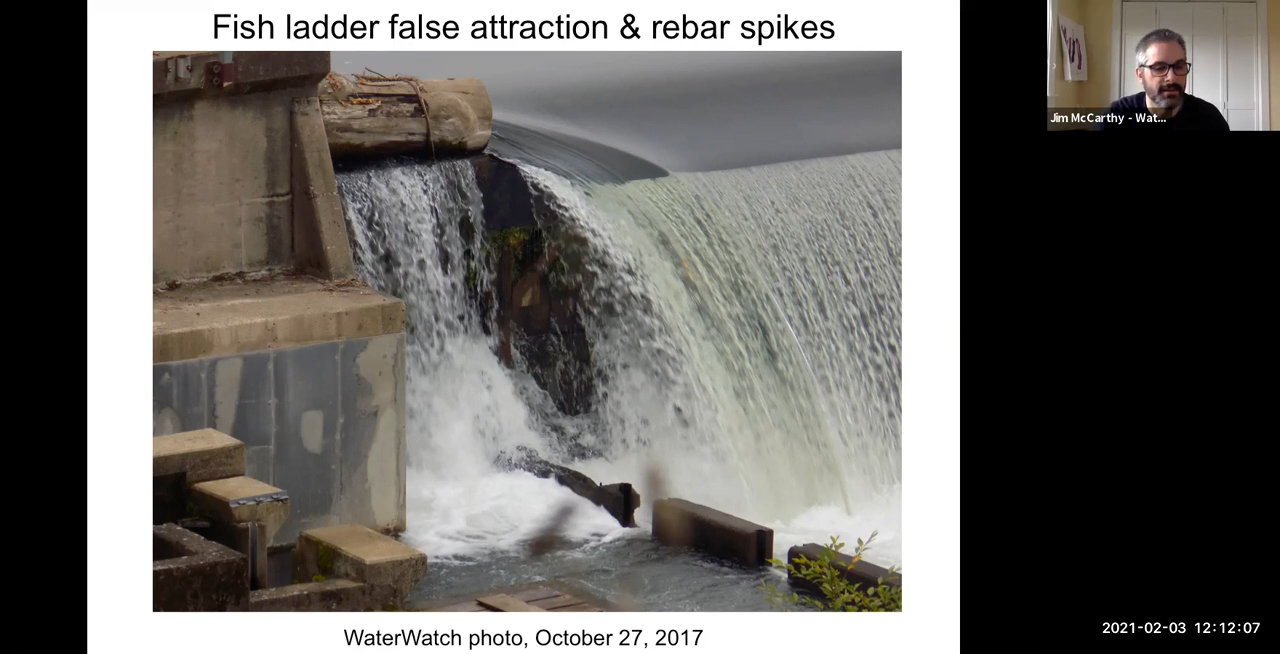 Fish ladder false attraction & rebar spikes
Jim McCarthy - Wat...
WaterWatch photo, October 27, 2017
2021-02-03 12:12:07